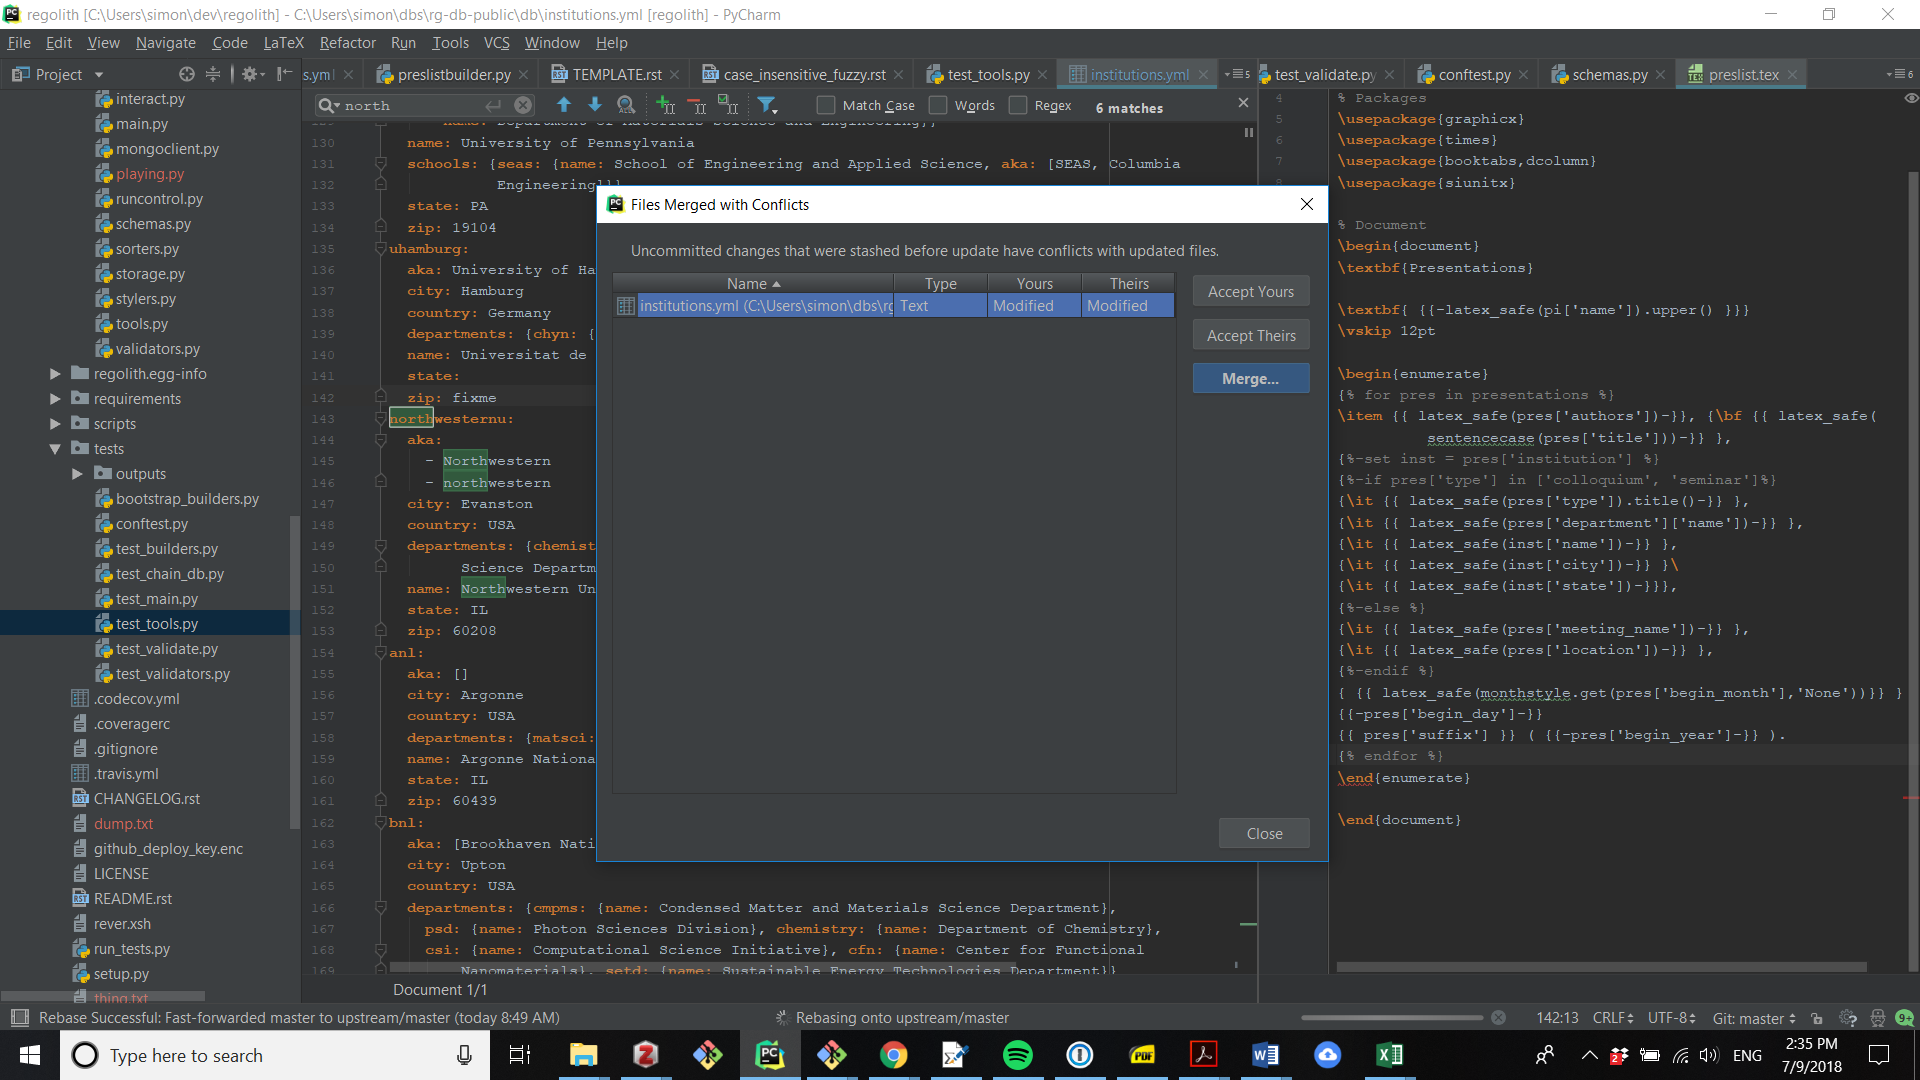 regolith [C:\Users\simon\dev\regolith] - C:\Users\simon\dbs\rg-db-public\db\institutions.yml [regolith] - PyCharm
File Edit View Navigate Code LaTeX Refactor Run Tools VCS Window Help
Project
s.yml preslistbuilder.py TEMPLATE.rst case_insensitive_fuzzy.rst test_tools.py institutions.yml 5 test_validate.py conftest.py schemas.py preslist.tex 6
interact.py
main.py
mongoclient.py
playing.py
runcontrol.py
schemas.py
sorters.py
storage.py
stylers.py
tools.py
validators.py
regolith.egg-info
requirements
scripts
tests
outputs
bootstrap_builders.py
conftest.py
test_builders.py
test_chain_db.py
test_main.py
test_tools.py
test_validate.py
test_validators.py
.codecov.yml
.coveragerc
.gitignore
.travis.yml
CHANGELOG.rst
dump.txt
github_deploy_key.enc
LICENSE
README.rst
rever.xsh
run_tests.py
setup.py
thing.txt
north Match Case Words Regex 6 matches
name: Department of Materials Science and Engineering}}
130 name: University of Pennsylvania
131 schools: {seas: {name: School of Engineering and Applied Science, aka: [SEAS, Columbia
132 Engineering]}}
133 state: PA
134 zip: 19104
135 uhamburg:
136 aka: University of Ha
137 city: Hamburg
138 country: Germany
139 departments: {chyn: {
140 name: Universitat de
141 state:
142 zip: fixme
143 northwesternu:
144 aka:
145 - Northwestern
146 - northwestern
147 city: Evanston
148 country: USA
149 departments: {chemist
150 Science Departm
151 name: Northwestern Un
152 state: IL
153 zip: 60208
154 anl:
155 aka: []
156 city: Argonne
157 country: USA
158 departments: {matsci:
159 name: Argonne Nationa
160 state: IL
161 zip: 60439
162 bnl:
163 aka: [Brookhaven Nati
164 city: Upton
165 country: USA
166 departments: {cmpms: {name: Condensed Matter and Materials Science Department},
167 psd: {name: Photon Sciences Division}, chemistry: {name: Department of Chemistry},
168 csi: {name: Computational Science Initiative}, cfn: {name: Center for Functional
169 Nanomaterials}, setd: {name: Sustainable Energy Technologies Department}}
Document 1/1
Files Merged with Conflicts
Uncommitted changes that were stashed before update have conflicts with updated files.
Name Type Yours Theirs
institutions.yml (C:\Users\simon\dbs\rg Text Modified Modified
Accept Yours
Accept Theirs
Merge...
Close
4 % Packages
5 \usepackage{graphicx}
6 \usepackage{times}
7 \usepackage{booktabs,dcolumn}
8 \usepackage{siunitx}
% Document
\begin{document}
\textbf{Presentations}
\textbf{ {{-latex_safe(pi['name']).upper() }}}
\vskip 12pt
\begin{enumerate}
{% for pres in presentations %}
\item {{ latex_safe(pres['authors'])-}}, {\bf {{ latex_safe(
sentencecase(pres['title']))-}} },
{%-set inst = pres['institution'] %}
{%-if pres['type'] in ['colloquium', 'seminar']%}
{\it {{ latex_safe(pres['type']).title()-}} },
{\it {{ latex_safe(pres['department']['name'])-}} },
{\it {{ latex_safe(inst['name'])-}} },
{\it {{ latex_safe(inst['city'])-}} }\
{\it {{ latex_safe(inst['state'])-}}},
{%-else %}
{\it {{ latex_safe(pres['meeting_name'])-}} },
{\it {{ latex_safe(pres['location'])-}} },
{%-endif %}
{ {{ latex_safe(monthstyle.get(pres['begin_month'],'None'))}} }
{{-pres['begin_day']-}}
{{ pres['suffix'] }} ( {{-pres['begin_year']-}} ).
{% endfor %}
\end{enumerate}
\end{document}
Rebase Successful: Fast-forwarded master to upstream/master (today 8:49 AM) Rebasing onto upstream/master 142:13 CRLF UTF-8 Git: master 9+
Type here to search
ENG
2:35 PM
7/9/2018